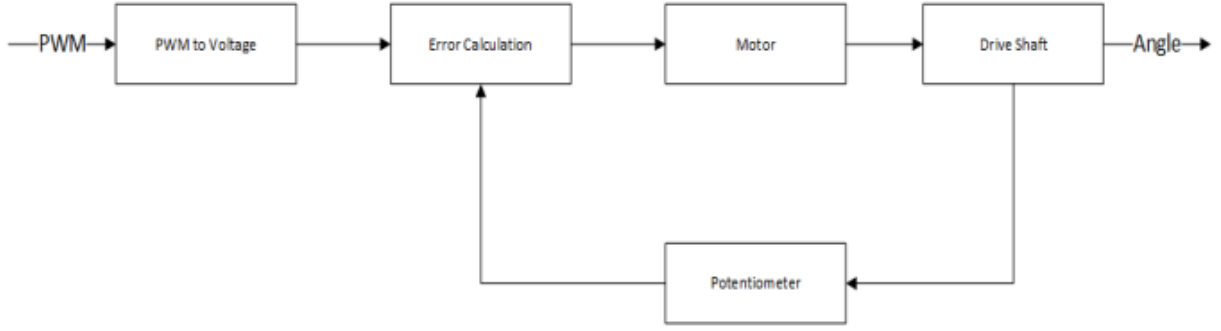 PWM
PWM to Voltage
Error Calculation
Motor
Drive Shaft
Angle
Potentiometer